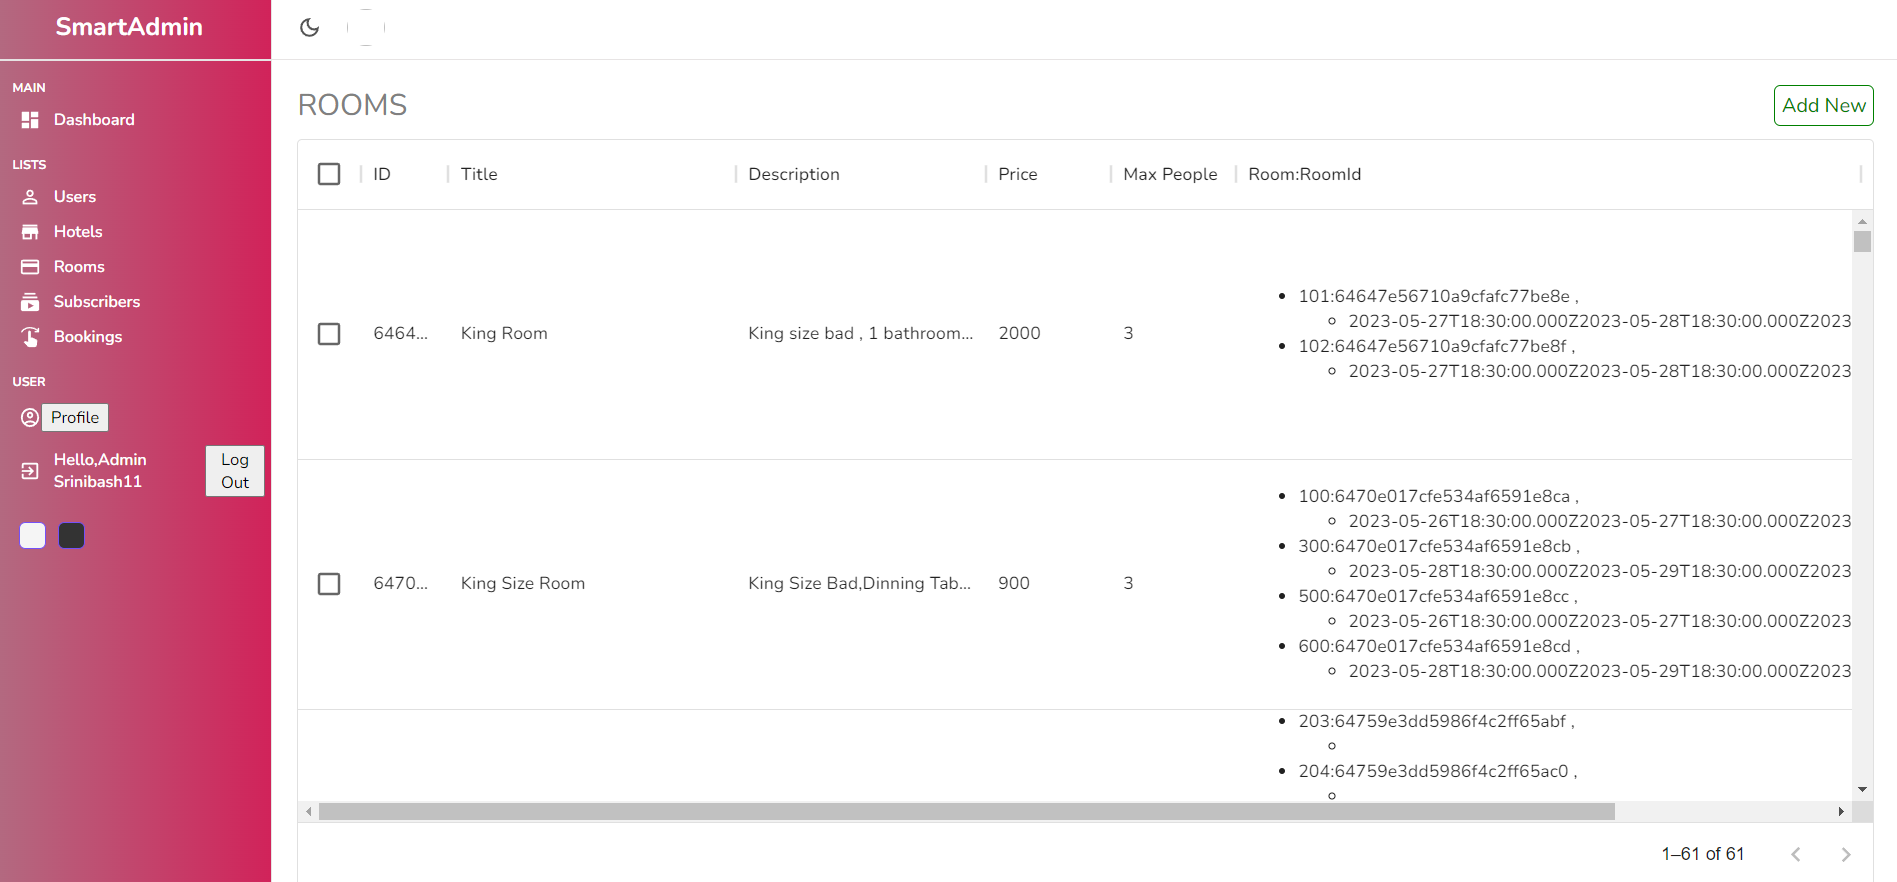 SmartAdmin
MAIN
Dashboard
LISTS
Users
Hotels
Rooms
Subscribers
Bookings
USER
Profile
Hello,Admin
Srinibash11
Log
Out
ROOMS
Add New
ID
Title
Description
Price
Max People
Room:RoomId
6464...
King Room
King size bad , 1 bathroom...
2000
3
101:64647e56710a9cfafc77be8e ,
2023-05-27T18:30:00.000Z2023-05-28T18:30:00.000Z2023
102:64647e56710a9cfafc77be8f ,
2023-05-27T18:30:00.000Z2023-05-28T18:30:00.000Z2023
6470...
King Size Room
King Size Bad,Dinning Tab...
900
3
100:6470e017cfe534af6591e8ca ,
2023-05-26T18:30:00.000Z2023-05-27T18:30:00.000Z2023
300:6470e017cfe534af6591e8cb ,
2023-05-28T18:30:00.000Z2023-05-29T18:30:00.000Z2023
500:6470e017cfe534af6591e8cc ,
2023-05-26T18:30:00.000Z2023-05-27T18:30:00.000Z2023
600:6470e017cfe534af6591e8cd ,
2023-05-28T18:30:00.000Z2023-05-29T18:30:00.000Z2023
203:64759e3dd5986f4c2ff65abf ,
204:64759e3dd5986f4c2ff65ac0 ,
1–61 of 61